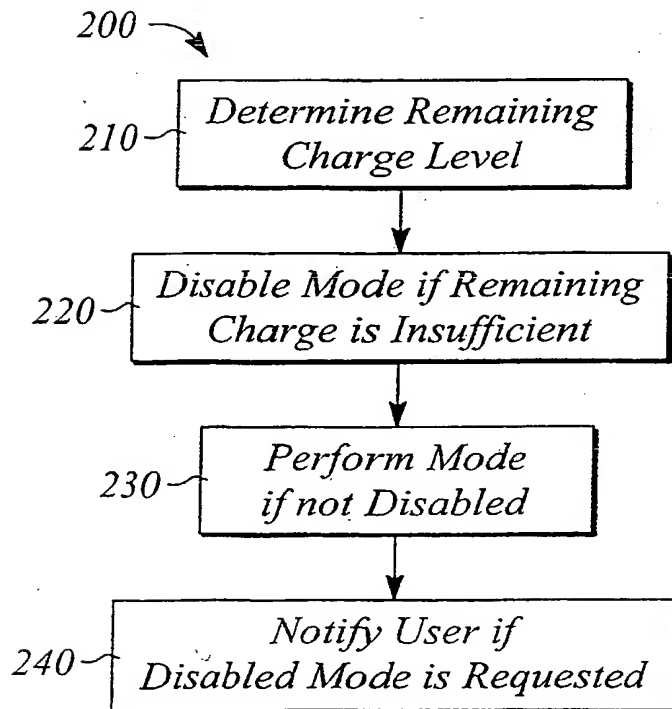 200
210
Determine Remaining
Charge Level
220
Disable Mode if Remaining
Charge is Insufficient
230
Perform Mode
if not Disabled
240
Notify User if
Disabled Mode is Requested